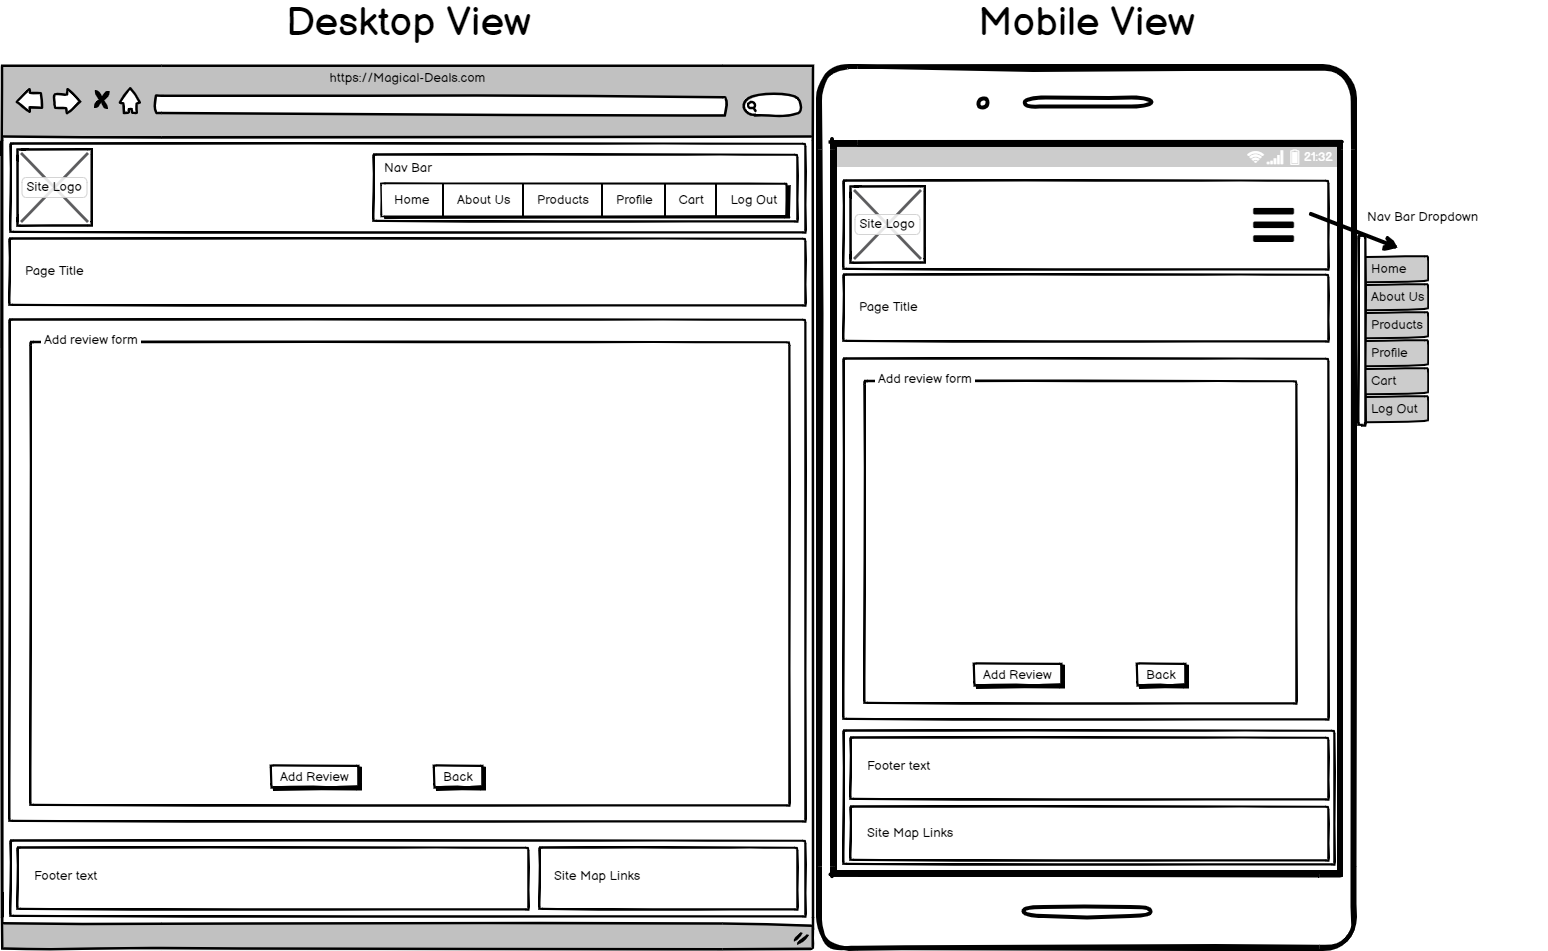 Desktop View
https://Magical-Deals.com
Site Logo
Nav Bar
Home About Us Products Profile Cart Log Out
Page Title
Add review form
Add Review Back
Footer text
Site Map Links
Mobile View
21:32
Site Logo
Nav Bar Dropdown
Home
About Us
Products
Profile
Cart
Log Out
Page Title
Add review form
Add Review Back
Footer text
Site Map Links